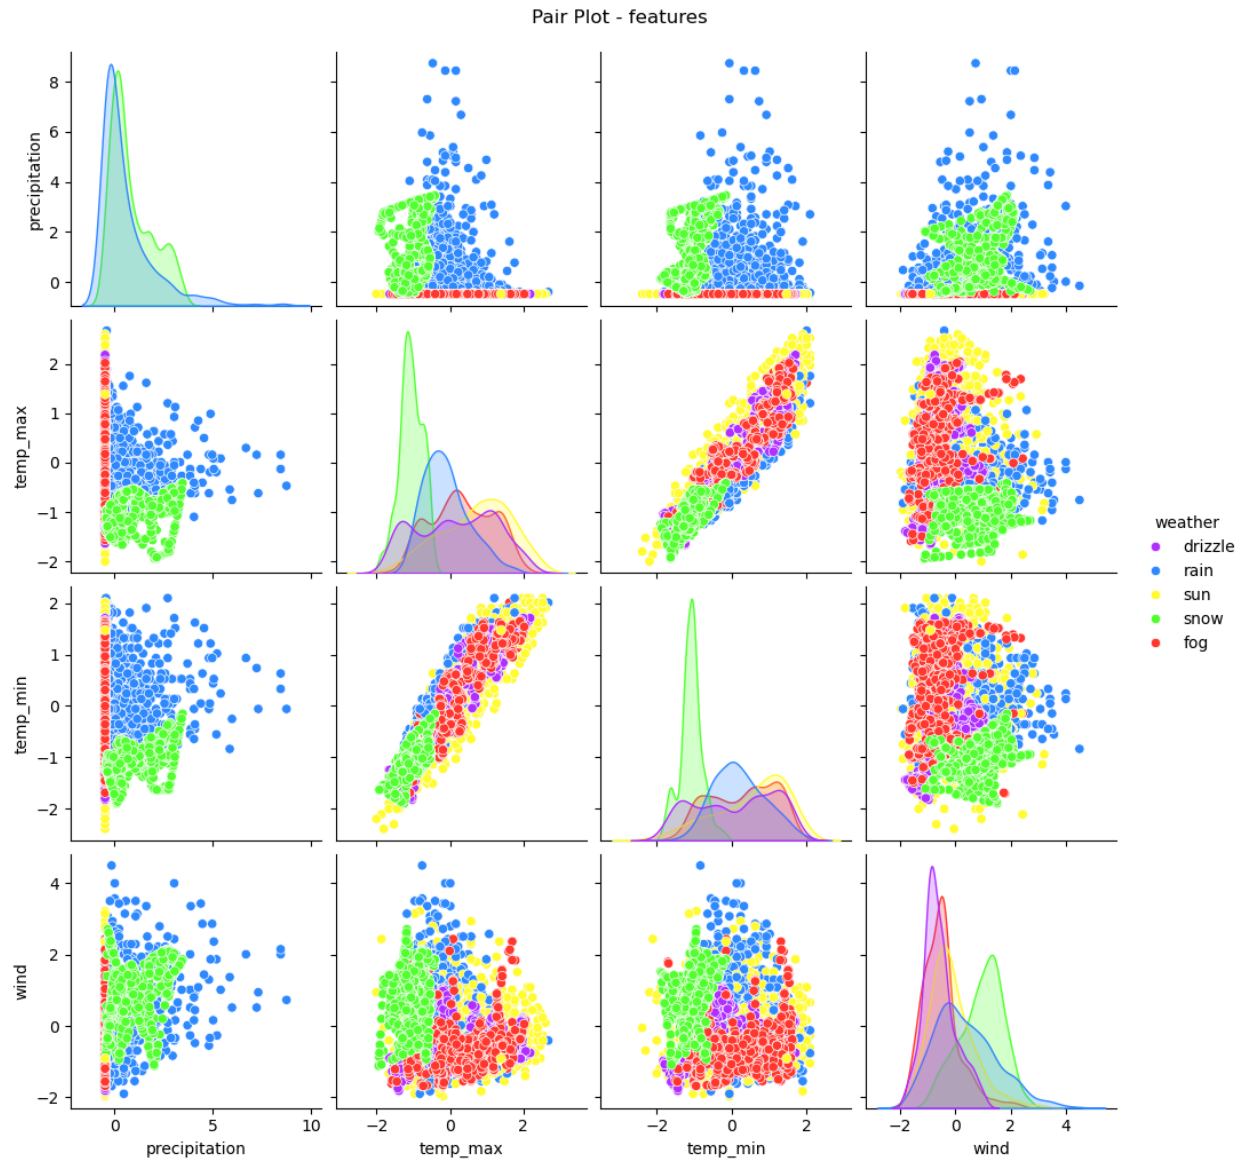 Pair Plot - features
precipitation
8
6
4
2
0
temp_max
2
1
0
−1
−2
temp_min
2
1
0
−1
−2
wind
4
2
0
−2
0 5 10
precipitation
−2 0 2
temp_max
−2 0 2
temp_min
−2 0 2 4
wind
weather
drizzle
rain
sun
snow
fog